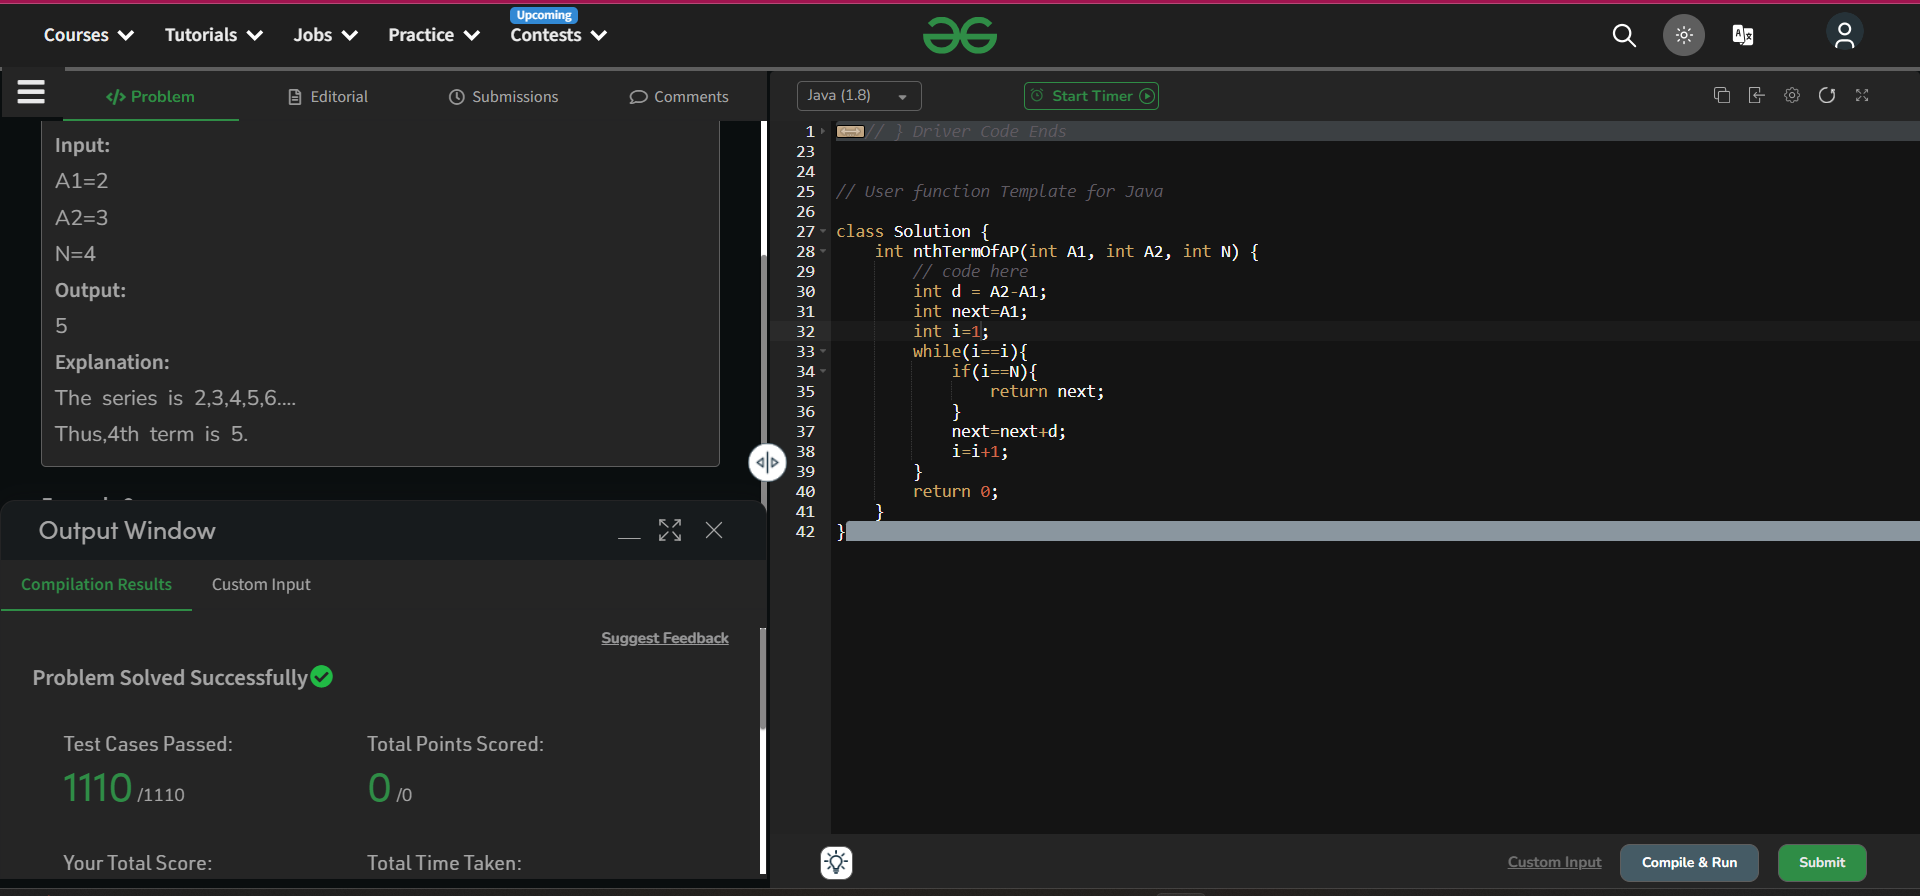 Upcoming
Courses Tutorials Jobs Practice Contests
Problem Editorial Submissions Comments
Input:
A1=2
A2=3
N=4
Output:
5
Explanation:
The series is 2,3,4,5,6....
Thus,4th term is 5.
Output Window
Compilation Results Custom Input
Suggest Feedback
Problem Solved Successfully
Test Cases Passed: Total Points Scored:
1110 /1110 0 /0
Your Total Score: Total Time Taken:
Java (1.8) Start Timer
1 // } Driver Code Ends
23
24
25 // User function Template for Java
26
27 class Solution {
28 int nthTermOfAP(int A1, int A2, int N) {
29 // code here
30 int d = A2-A1;
31 int next=A1;
32 int i=1;
33 while(i==i){
34 if(i==N){
35 return next;
36 }
37 next=next+d;
38 i=i+1;
39 }
40 return 0;
41 }
42 }
Custom Input Compile & Run Submit